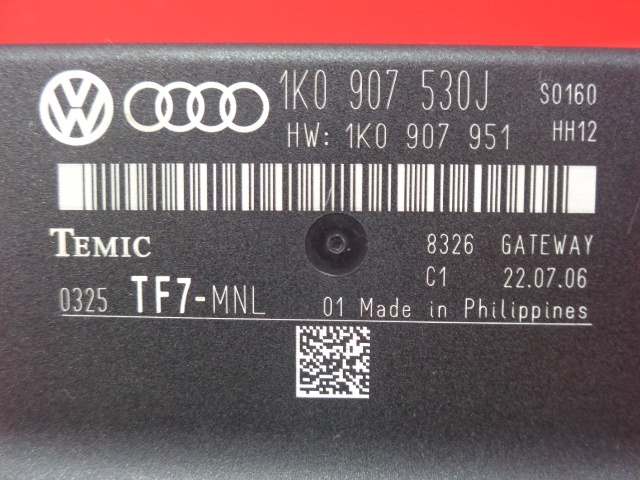 1K0 907 530J S0160
HW: 1K0 907 951 HH12
TEMIC 8326 GATEWAY
C1 22.07.06
0325 TF7-MNL 01 Made in Philippines